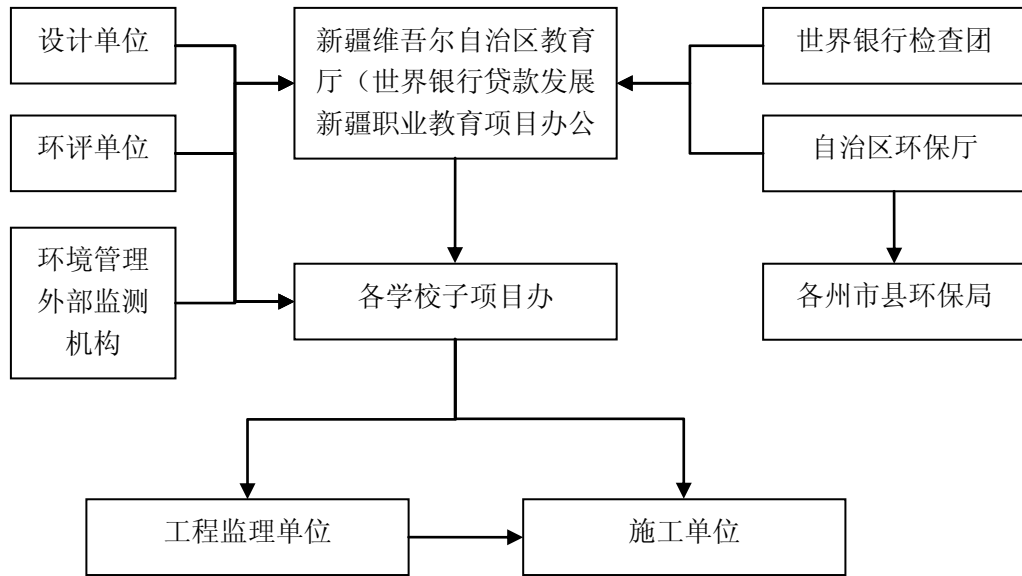 设计单位
新疆维吾尔自治区教育
厅（世界银行贷款发展
新疆职业教育项目办公
世界银行检查团
环评单位
自治区环保厅
环境管理
外部监测
机构
各学校子项目办
各州市县环保局
工程监理单位
施工单位